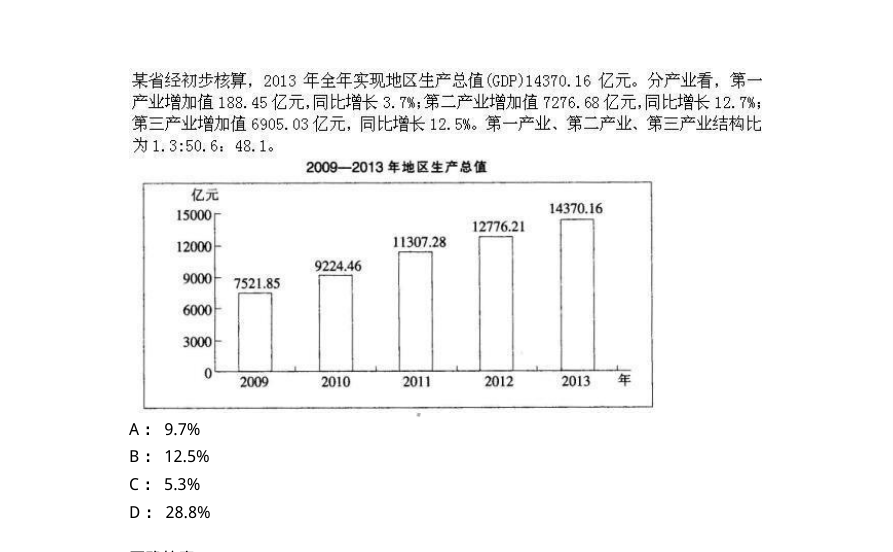 某省经初步核算，2013 年全年实现地区生产总值(GDP)14370.16 亿元。分产业看，第一
产业增加值 188.45 亿元,同比增长 3.7%;第二产业增加值 7276.68 亿元,同比增长 12.7%;
第三产业增加值 6905.03 亿元，同比增长 12.5%。第一产业、第二产业、第三产业结构比
为 1.3:50.6：48.1。
2009—2013 年地区生产总值
亿元
15000
12000
9000
6000
3000
0
7521.85
9224.46
11307.28
12776.21
14370.16
2009 2010 2011 2012 2013 年
A： 9.7%
B： 12.5%
C： 5.3%
D： 28.8%